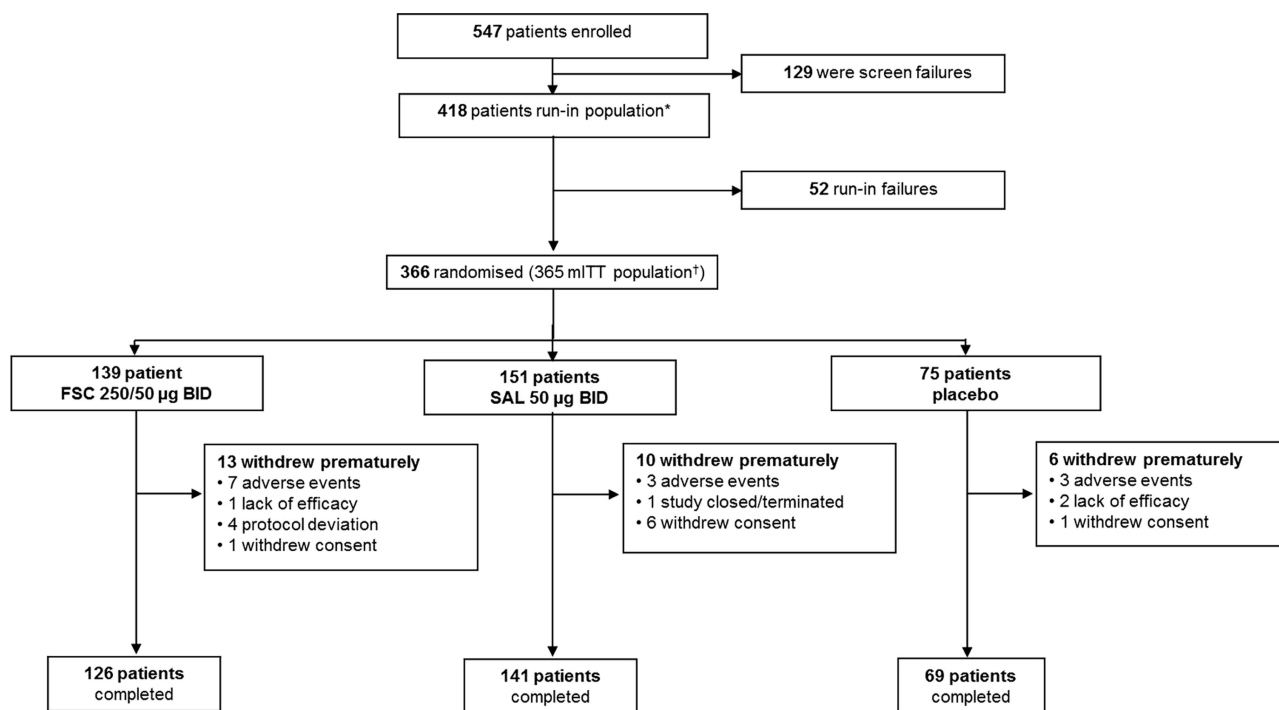 547 patients enrolled
129 were screen failures
418 patients run-in population*
52 run-in failures
366 randomised (365 mITT population†)
139 patient
FSC 250/50 µg BID
151 patients
SAL 50 µg BID
75 patients
placebo
13 withdrew prematurely
• 7 adverse events
• 1 lack of efficacy
• 4 protocol deviation
• 1 withdrew consent
10 withdrew prematurely
• 3 adverse events
• 1 study closed/terminated
• 6 withdrew consent
6 withdrew prematurely
• 3 adverse events
• 2 lack of efficacy
• 1 withdrew consent
126 patients
completed
141 patients
completed
69 patients
completed